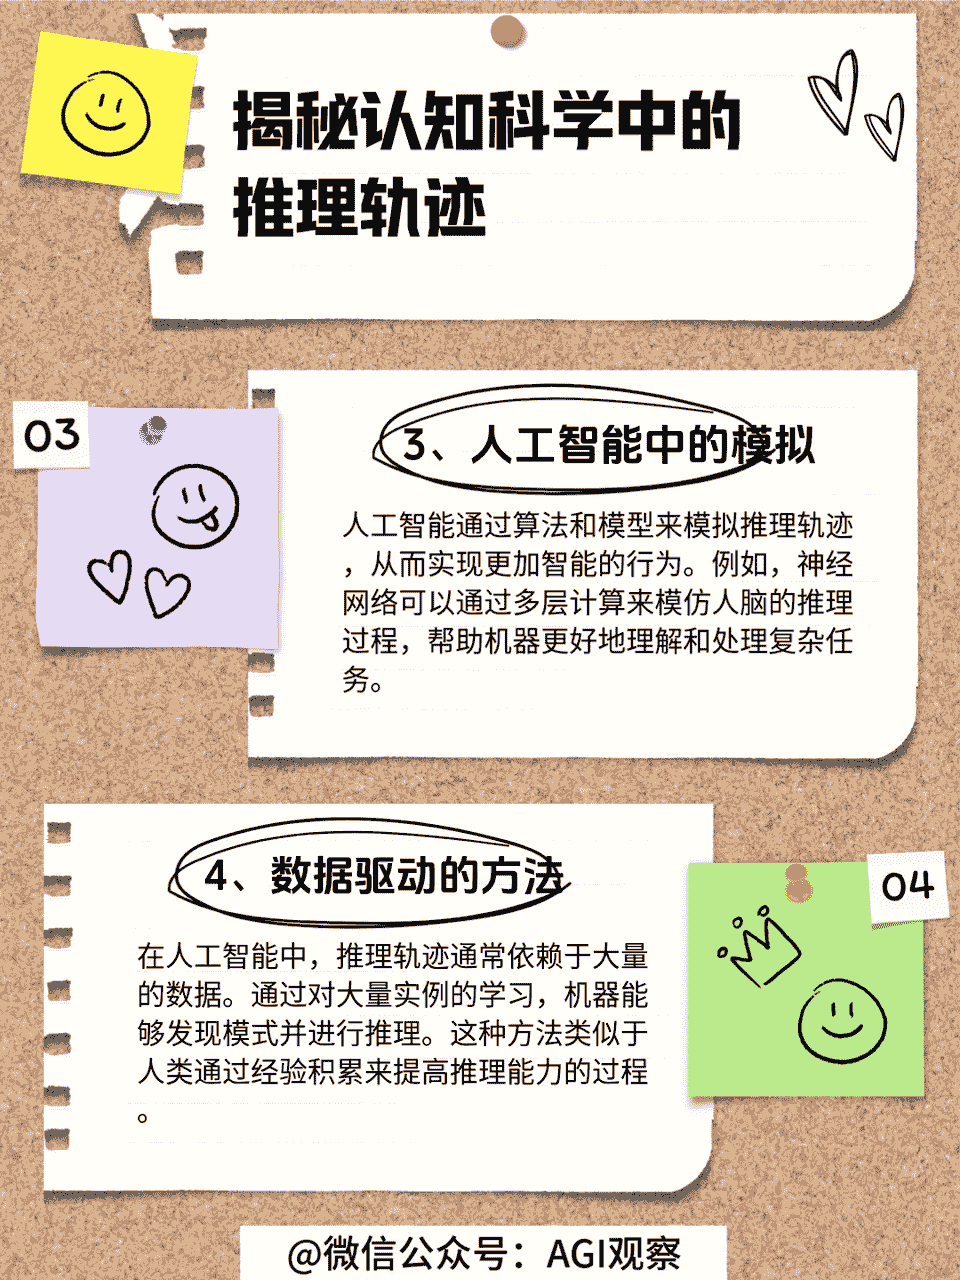 揭秘认知科学中的
推理轨迹
03
3、人工智能中的模拟
人工智能通过算法和模型来模拟推理轨迹
，从而实现更加智能的行为。例如，神经
网络可以通过多层计算来模仿人脑的推理
过程，帮助机器更好地理解和处理复杂任
务。
4、数据驱动的方法
04
在人工智能中，推理轨迹通常依赖于大量
的数据。通过对大量实例的学习，机器能
够发现模式并进行推理。这种方法类似于
人类通过经验积累来提高推理能力的过程
。
@微信公众号：AGI观察